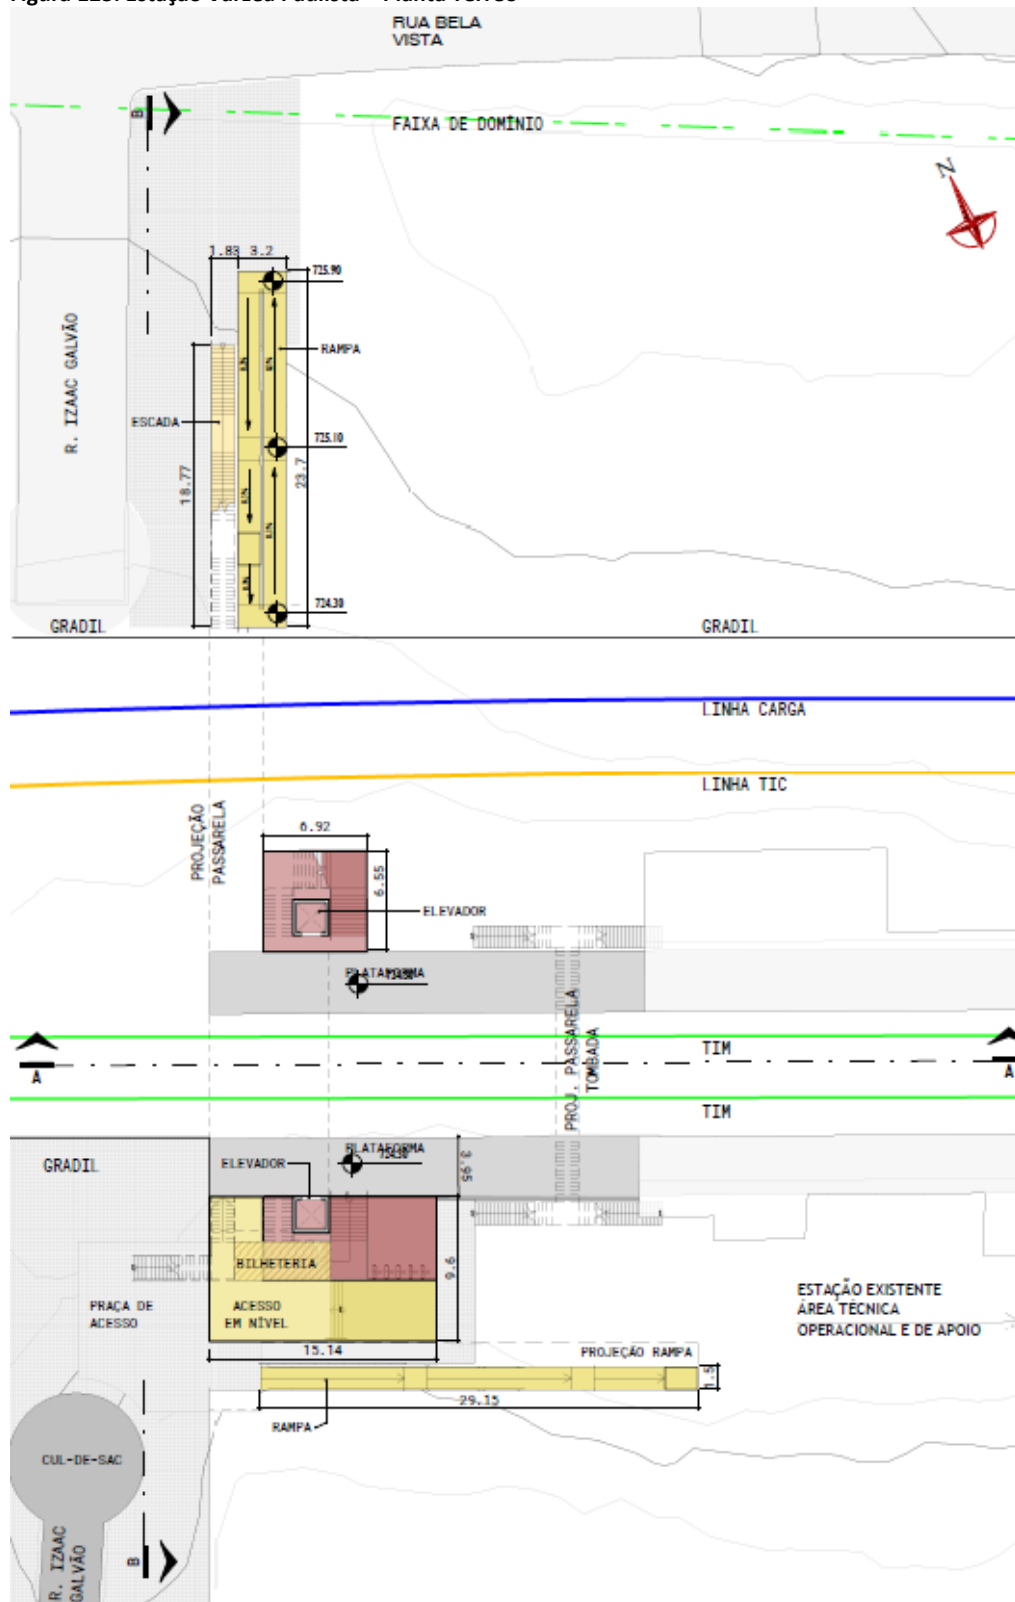 RUA BELA
VISTA
FAIXA DE DOMÍNIO
B
N
1.83
3.2
725.90
RAMPA
R. IZAAC GALVÃO
ESCADA
725.10
18.77
23.7
724.30
GRADIL
GRADIL
LINHA CARGA
LINHA TIC
PROJEÇÃO
PASSARELA
6.92
6.55
ELEVADOR
PLATAFORMA
PROJ. PASSARELA
TOMBADA
TIM
A
A
TIM
GRADIL
ELEVADOR
PLATAFORMA
724.30
3.95
BILHETERIA
9.6
PRAÇA DE
ACESSO
ACESSO
EM NÍVEL
ESTAÇÃO EXISTENTE
ÁREA TÉCNICA
OPERACIONAL E DE APOIO
15.14
PROJEÇÃO RAMPA
1.5
29.15
RAMPA
CUL-DE-SAC
B
R. IZAAC
GALVÃO